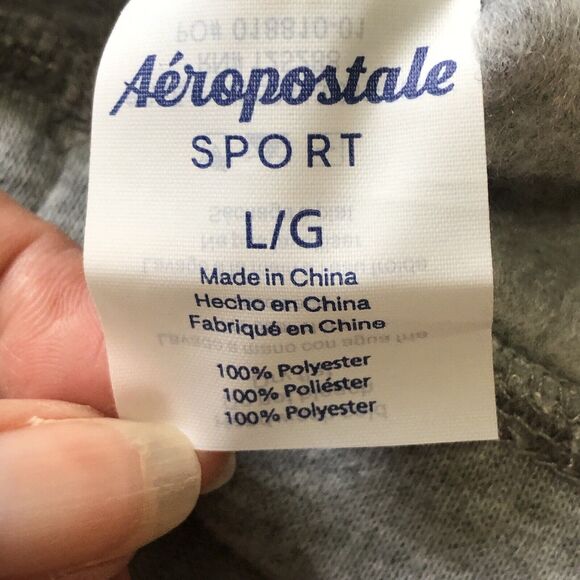 Aéropostale
SPORT
L/G
Made in China
Hecho en China
Fabriqué en Chine
100% Polyester
100% Poliéster
100% Polyester